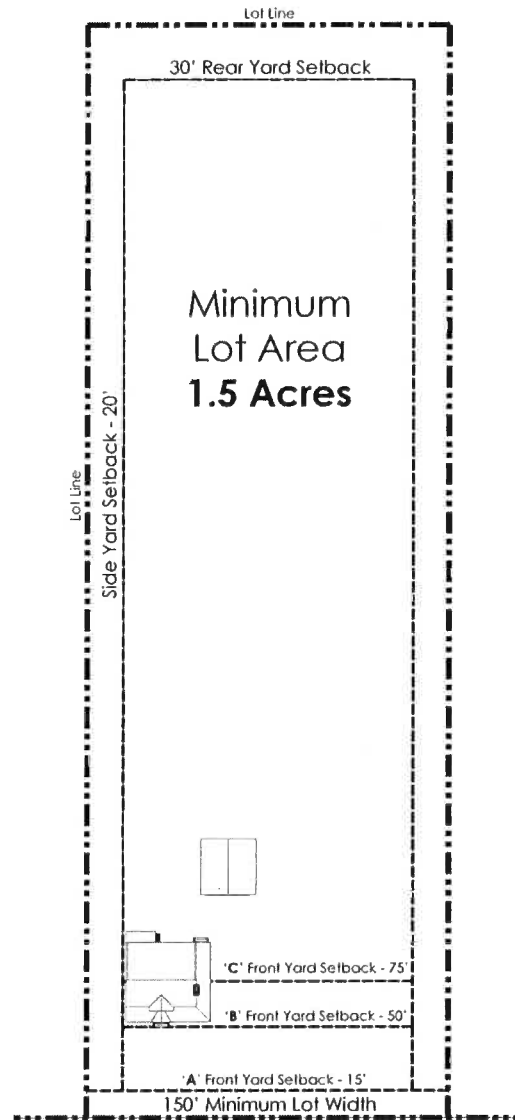 Lot Line
30' Rear Yard Setback
Minimum
Lot Area
1.5 Acres
Side Yard Setback - 20'
Lot Line
'C' Front Yard Setback - 75'
'B' Front Yard Setback - 50'
'A' Front Yard Setback - 15'
150' Minimum Lot Width